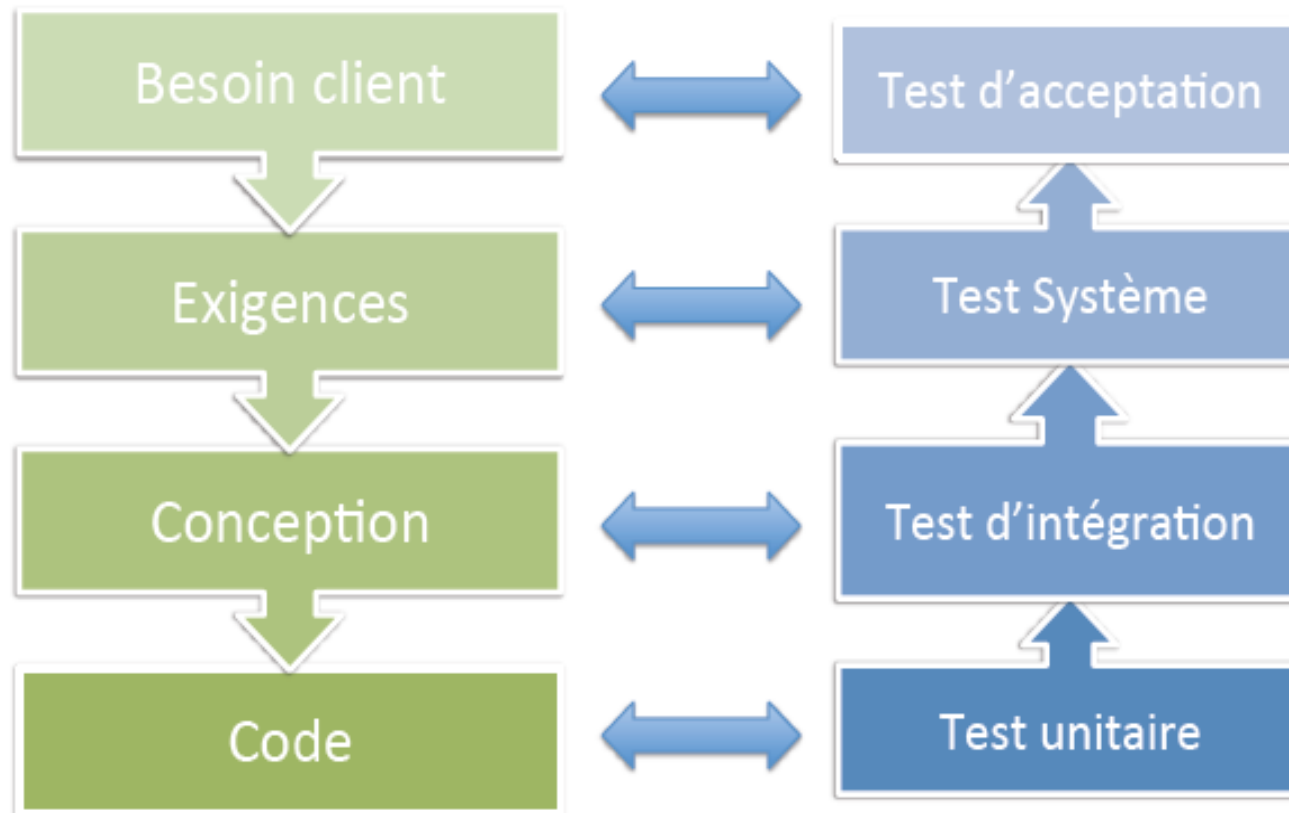 Besoin client
Test d’acceptation
Exigences
Test Système
Conception
Test d’intégration
Code
Test unitaire